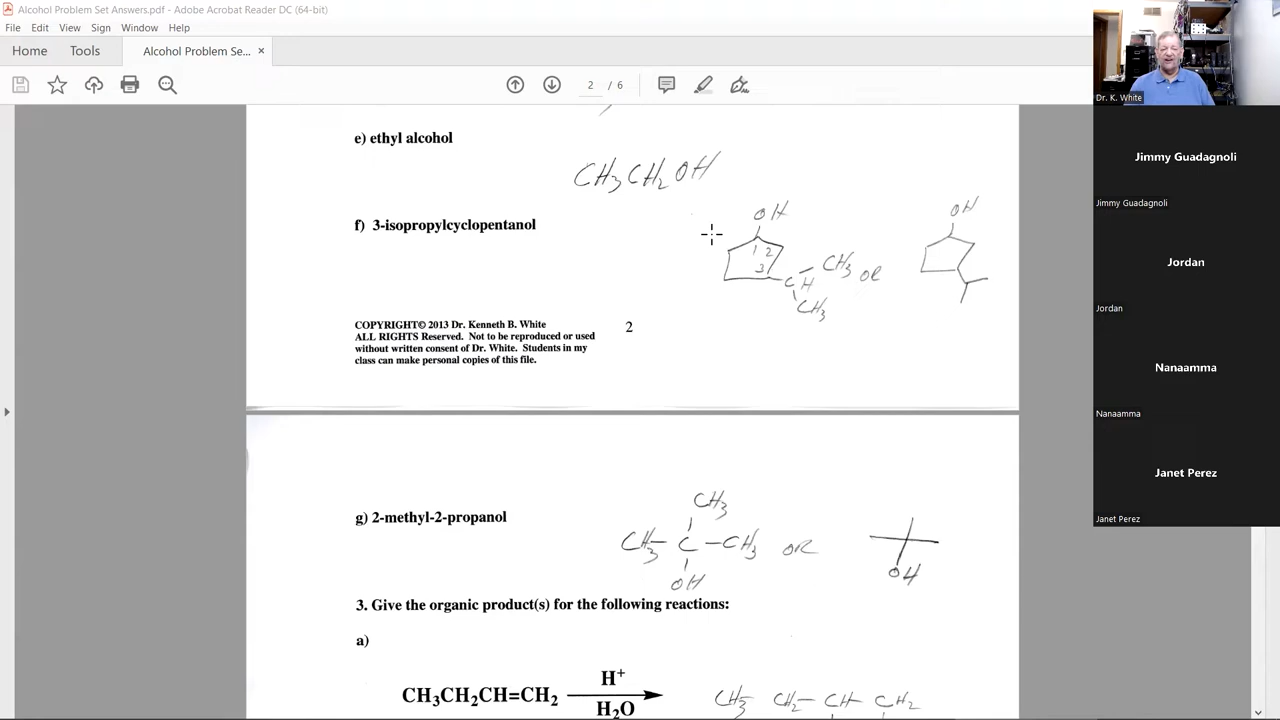 Alcohol Problem Set Answers.pdf - Adobe Acrobat Reader DC (64-bit)
File Edit View Sign Window Help
Home Tools Alcohol Problem Se... ×
2 / 6
Dr. K. White
Jimmy Guadagnoli
Jimmy Guadagnoli
Jordan
Jordan
Nanaamma
Nanaamma
Janet Perez
Janet Perez
e) ethyl alcohol
CH3CH2OH
f) 3-isopropylcyclopentanol
OH
1 2
3
CH
CH3
CH3
OR
OH
COPYRIGHT© 2013 Dr. Kenneth B. White
ALL RIGHTS Reserved. Not to be reproduced or used
without written consent of Dr. White. Students in my
class can make personal copies of this file.
2
g) 2-methyl-2-propanol
CH3
CH3 — C — CH3 OR
OH
OH
3. Give the organic product(s) for the following reactions:
a)
CH3CH2CH=CH2
H+
H2O
CH3 CH2 — CH — CH2